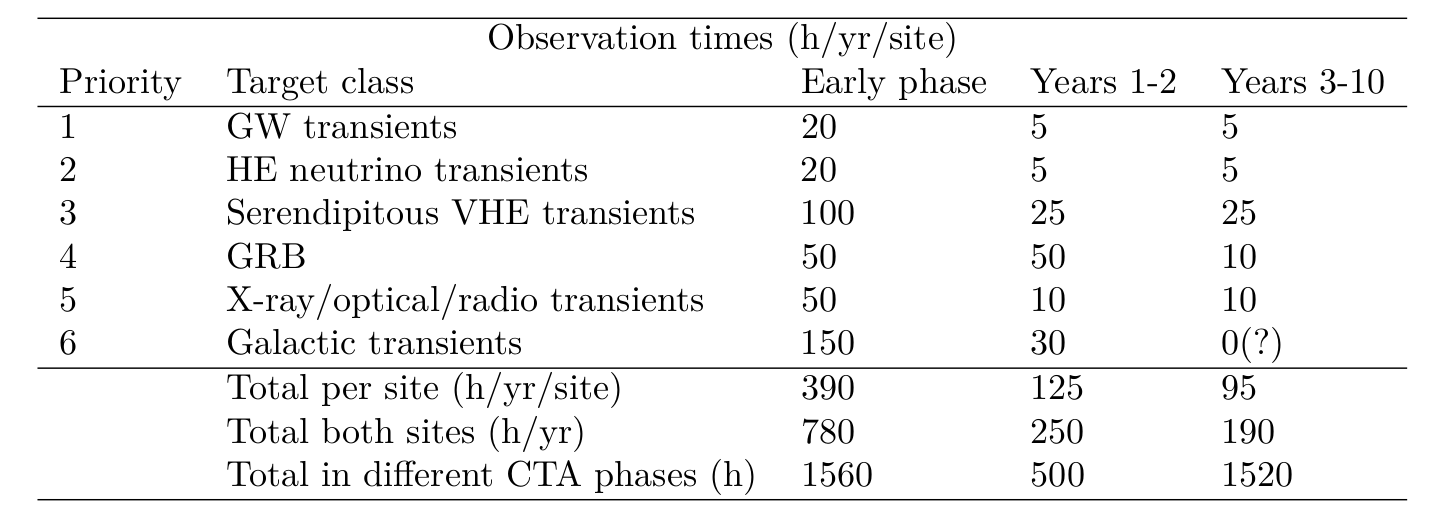 Observation times (h/yr/site)
Priority Target class Early phase Years 1-2 Years 3-10
1 GW transients 20 5 5
2 HE neutrino transients 20 5 5
3 Serendipitous VHE transients 100 25 25
4 GRB 50 50 10
5 X-ray/optical/radio transients 50 10 10
6 Galactic transients 150 30 0(?)
Total per site (h/yr/site) 390 125 95
Total both sites (h/yr) 780 250 190
Total in different CTA phases (h) 1560 500 1520